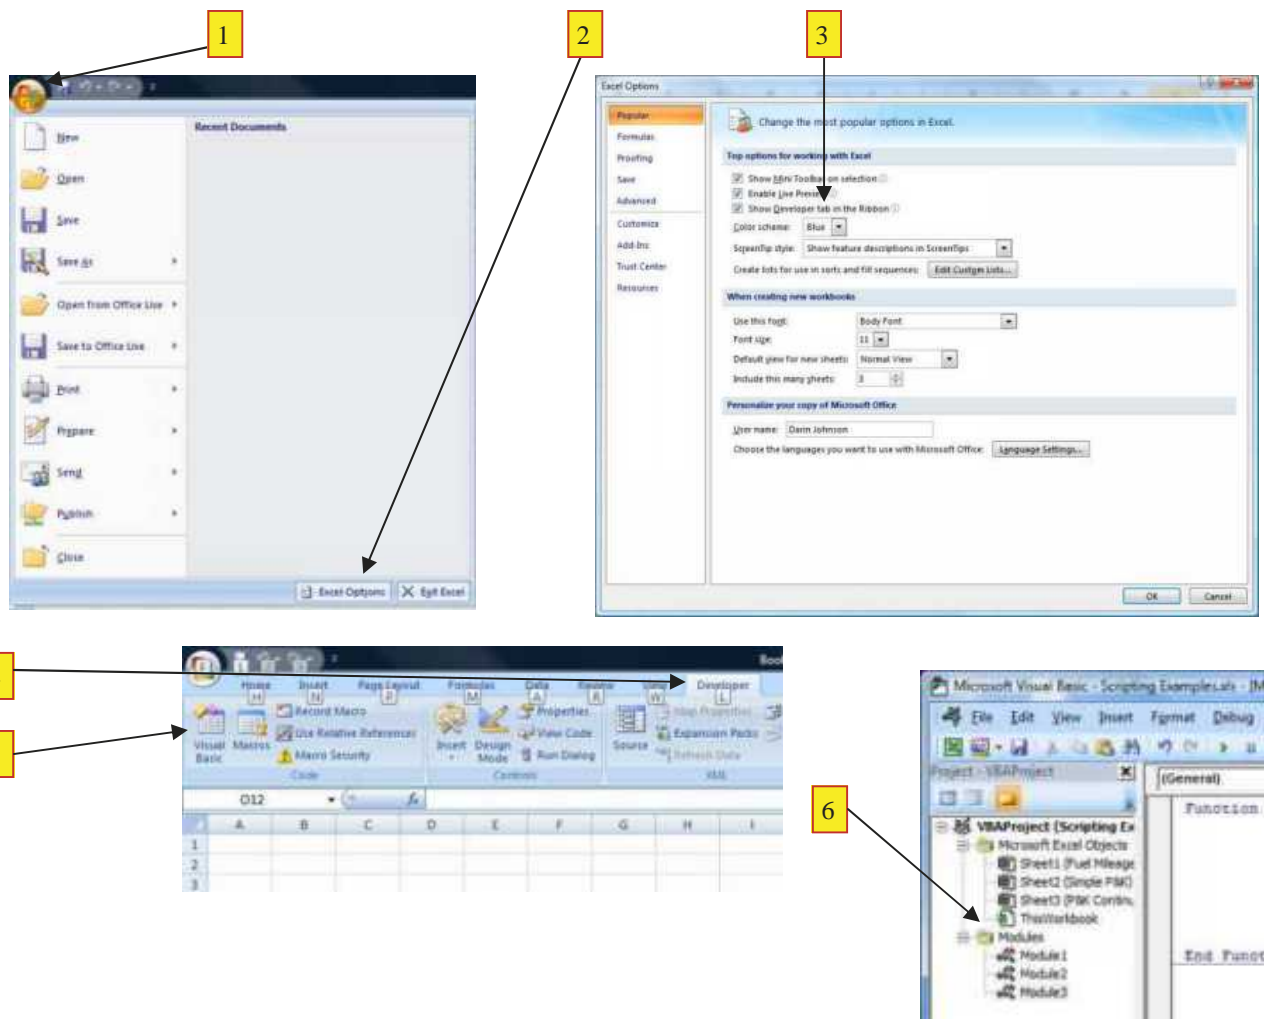 1
2
3
Recent Documents
New
Open
Save
Save As
Open from Office Live
Save to Office Live
Print
Prepare
Send
Publish
Close
Excel Options
Exit Excel
Excel Options
Popular
Formulas
Proofing
Save
Advanced
Customize
Add-Ins
Trust Center
Resources
Change the most popular options in Excel.
Top options for working with Excel
Show Mini Toolbar on selection
Enable Live Preview
Show Developer tab in the Ribbon
Color scheme: Blue
ScreenTip style: Show feature descriptions in ScreenTips
Create lists for use in sorts and fill sequences: Edit Custom Lists...
When creating new workbooks
Use this font: Body Font
Font size: 11
Default view for new sheets: Normal View
Include this many sheets: 3
Personalize your copy of Microsoft Office
User name: Darin Johnson
Choose the languages you want to use with Microsoft Office: Language Settings...
OK
Cancel
Book
Home Insert Page Layout Formulas Data Review View Developer
H N P M A R W L
Visual Basic
Macros
Record Macro
Use Relative References
Macro Security
Code
Insert
Design Mode
Properties
View Code
Run Dialog
Controls
Source
Map Properties
Expansion Packs
Refresh Data
XML
O12
fx
A B C D E F G H I
1
2
3
6
Microsoft Visual Basic - Scripting Examples.xls - [M
File Edit View Insert Format Debug
Project - VBAProject
(General)
Function
VBAProject (Scripting Ex
Microsoft Excel Objects
Sheet1 (Fuel Mileage
Sheet2 (Simple P&K)
Sheet3 (P&K Contin
ThisWorkbook
Modules
Module1
Module2
Module3
End Funct